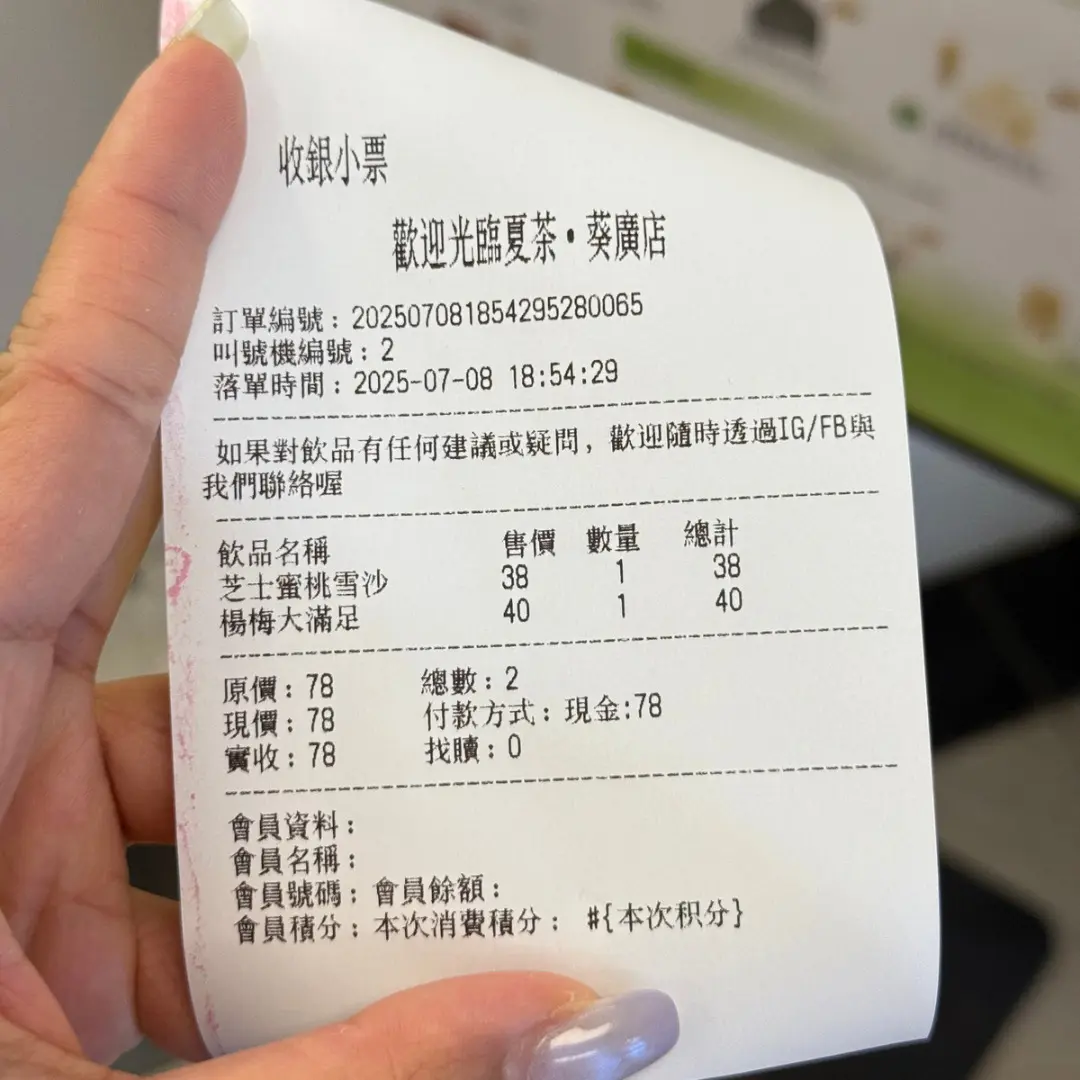 收銀小票
歡迎光臨夏茶•葵廣店
訂單編號：202507081854295280065
叫號機編號：2
落單時間：2025-07-08 18:54:29
如果對飲品有任何建議或疑問，歡迎隨時透過IG/FB與
我們聯絡喔
飲品名稱 售價 數量 總計
芝士蜜桃雪沙 38 1 38
楊梅大滿足 40 1 40
原價：78 總數：2
現價：78 付款方式：現金:78
實收：78 找贖：0
會員資料：
會員名稱：
會員號碼：會員餘額：
會員積分：本次消費積分： #{本次积分}